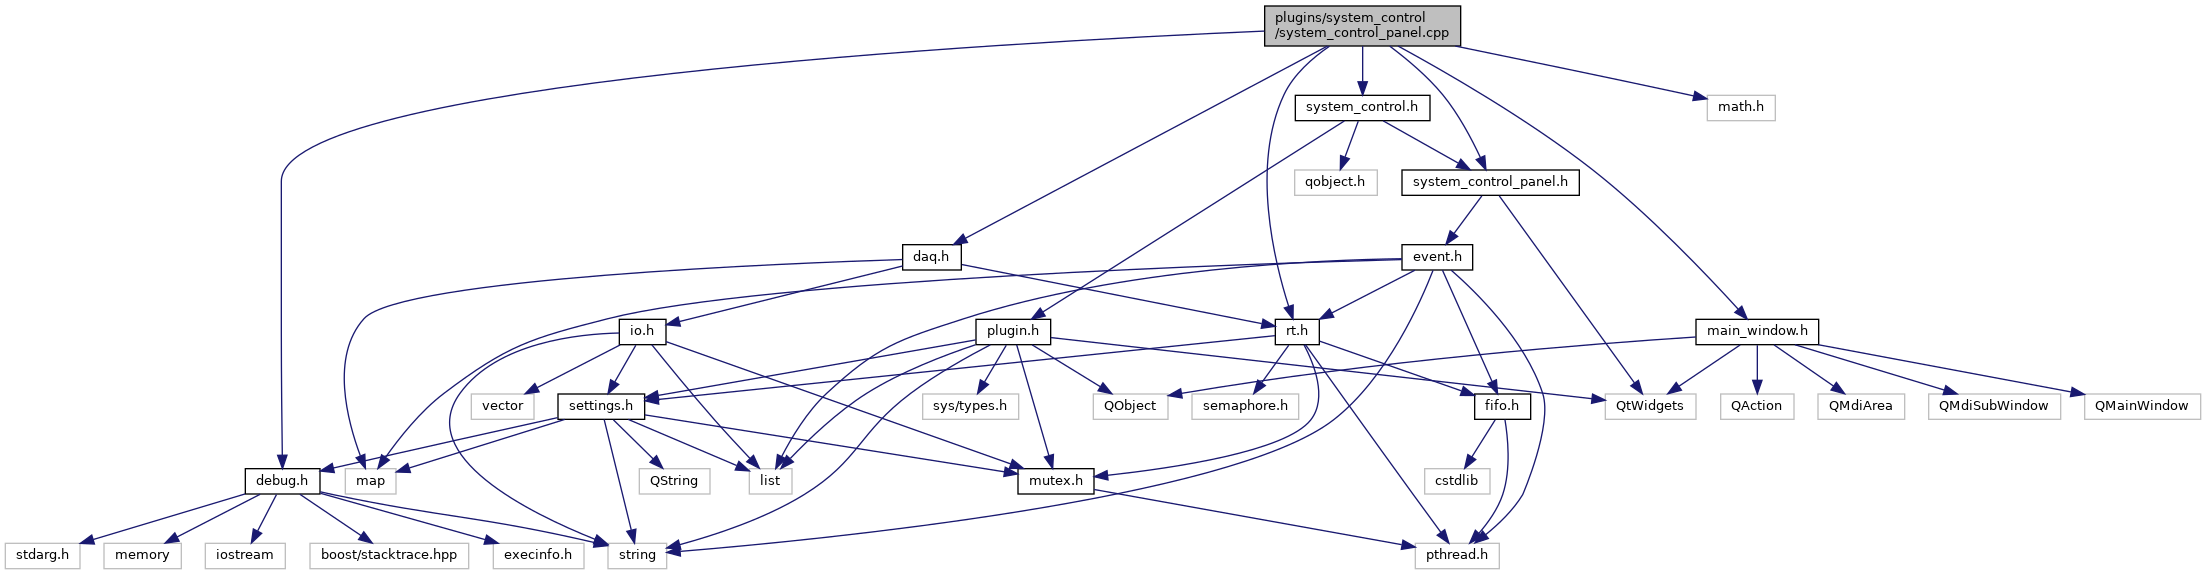 plugins/system_control
/system_control_panel.cpp
system_control.h
math.h
qobject.h
system_control_panel.h
daq.h
event.h
io.h
plugin.h
rt.h
main_window.h
vector
settings.h
sys/types.h
QObject
semaphore.h
fifo.h
QtWidgets
QAction
QMdiArea
QMdiSubWindow
QMainWindow
debug.h
map
QString
list
mutex.h
cstdlib
stdarg.h
memory
iostream
boost/stacktrace.hpp
execinfo.h
string
pthread.h